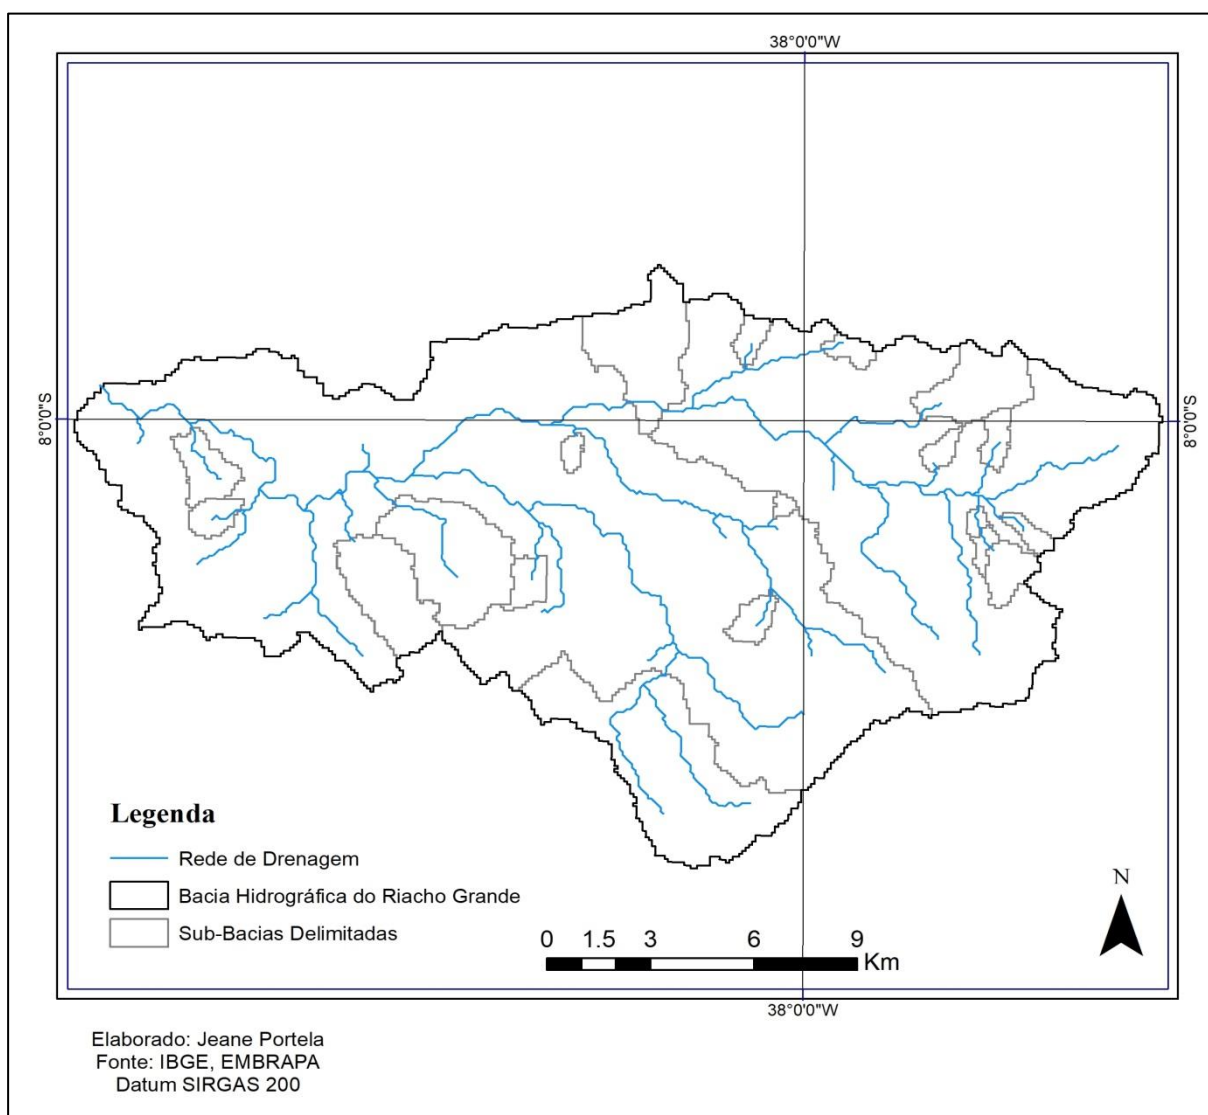 38°0'0"W
8°0'0"S
8°0'0"S
Legenda
Rede de Drenagem
Bacia Hidrográfica do Riacho Grande
Sub-Bacias Delimitadas
0 1.5 3 6 9
Km
N
38°0'0"W
Elaborado: Jeane Portela
Fonte: IBGE, EMBRAPA
Datum SIRGAS 200